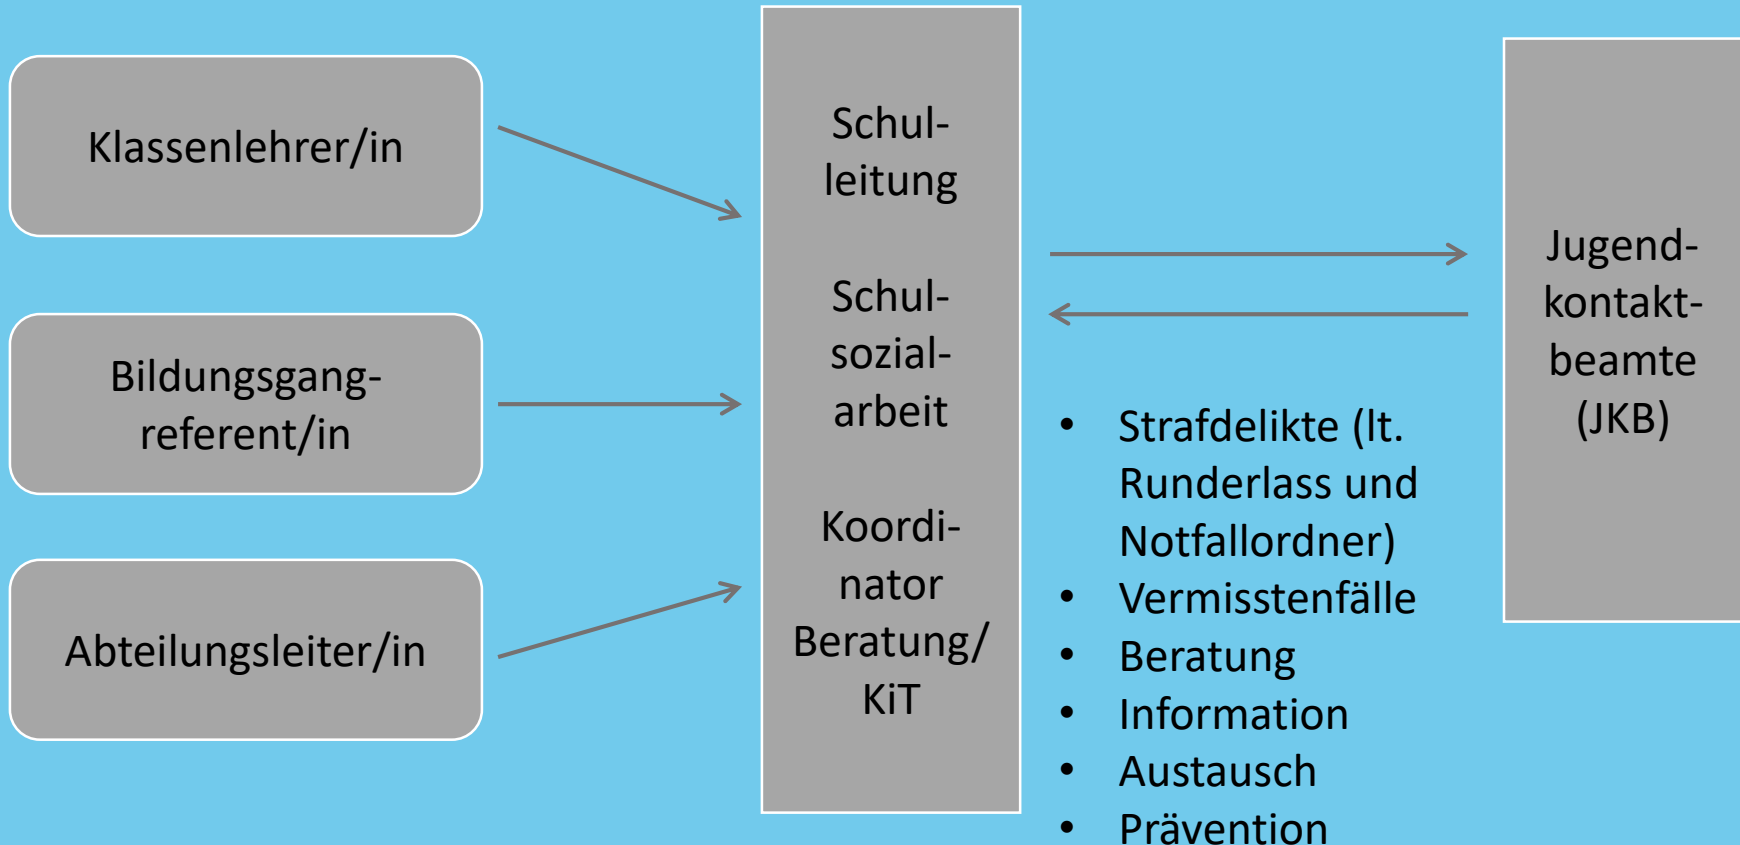 Klassenlehrer/in
Bildungsgang-
referent/in
Abteilungsleiter/in
Schul-
leitung
Schul-
sozial-
arbeit
Koordi-
nator
Beratung/
KiT
• Strafdelikte (lt.
Runderlass und
Notfallordner)
• Vermisstenfälle
• Beratung
• Information
• Austausch
• Prävention
Jugend-
kontakt-
beamte
(JKB)